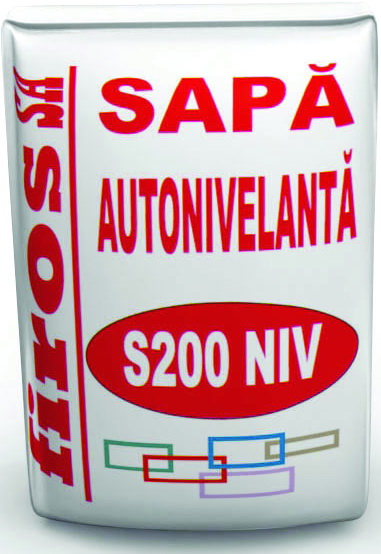 firos SA
SAPĂ
AUTONIVELANTĂ
S200 NIV